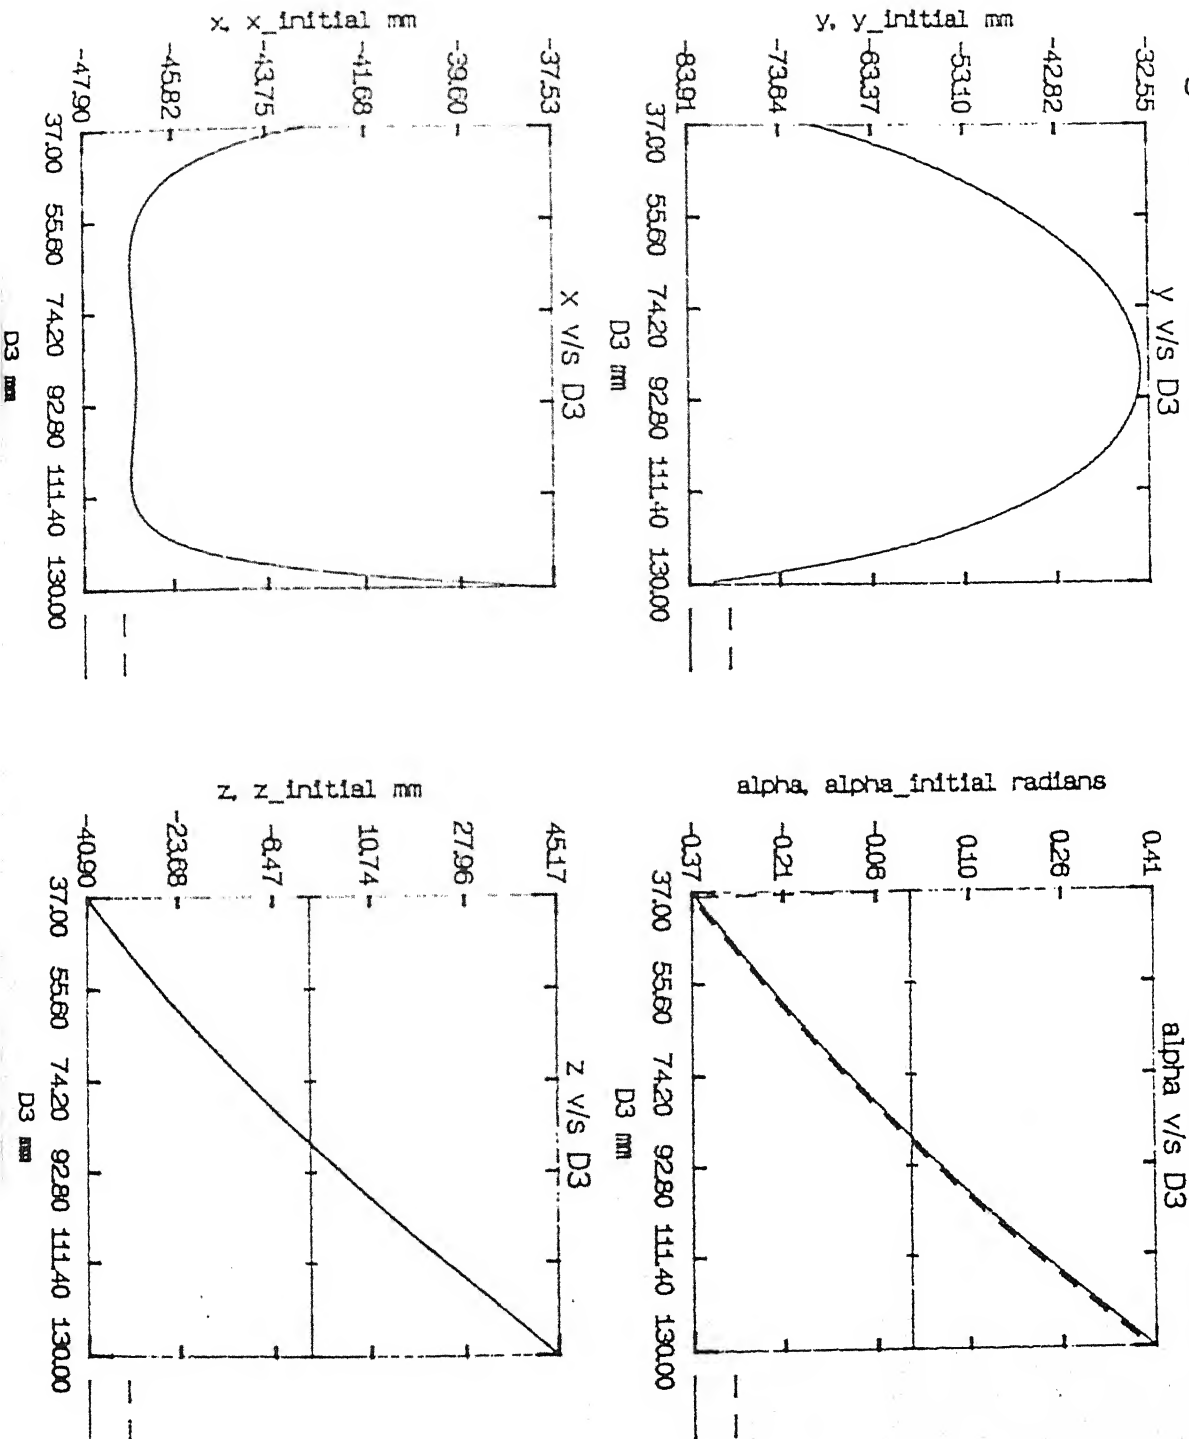 y v/s D3
y, y_initial mm
-32.55
-42.82
-53.10
-63.37
-73.64
-83.91
37.00 55.60 74.20 92.80 111.40 130.00
D3 mm
alpha v/s D3
alpha, alpha_initial radians
0.41
0.26
0.10
-0.06
-0.21
-0.37
37.00 55.60 74.20 92.80 111.40 130.00
D3 mm
x v/s D3
x, x_initial mm
-37.53
-39.60
-41.68
-43.75
-45.82
-47.90
37.00 55.60 74.20 92.80 111.40 130.00
D3 mm
z v/s D3
z, z_initial mm
45.17
27.96
10.74
-6.47
-23.68
-40.90
37.00 55.60 74.20 92.80 111.40 130.00
D3 mm